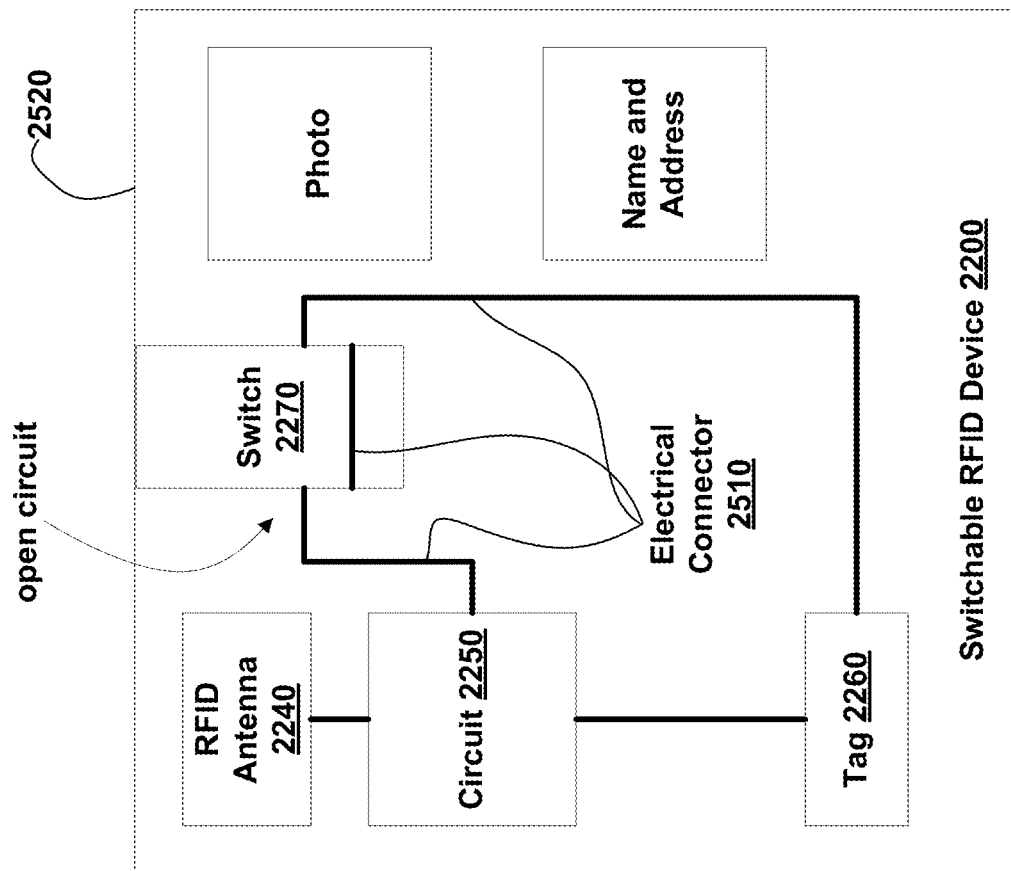 2520
open circuit
Photo
Name and
Address
Switch
2270
Electrical
Connector
2510
RFID
Antenna
2240
Circuit 2250
Tag 2260
Switchable RFID Device 2200